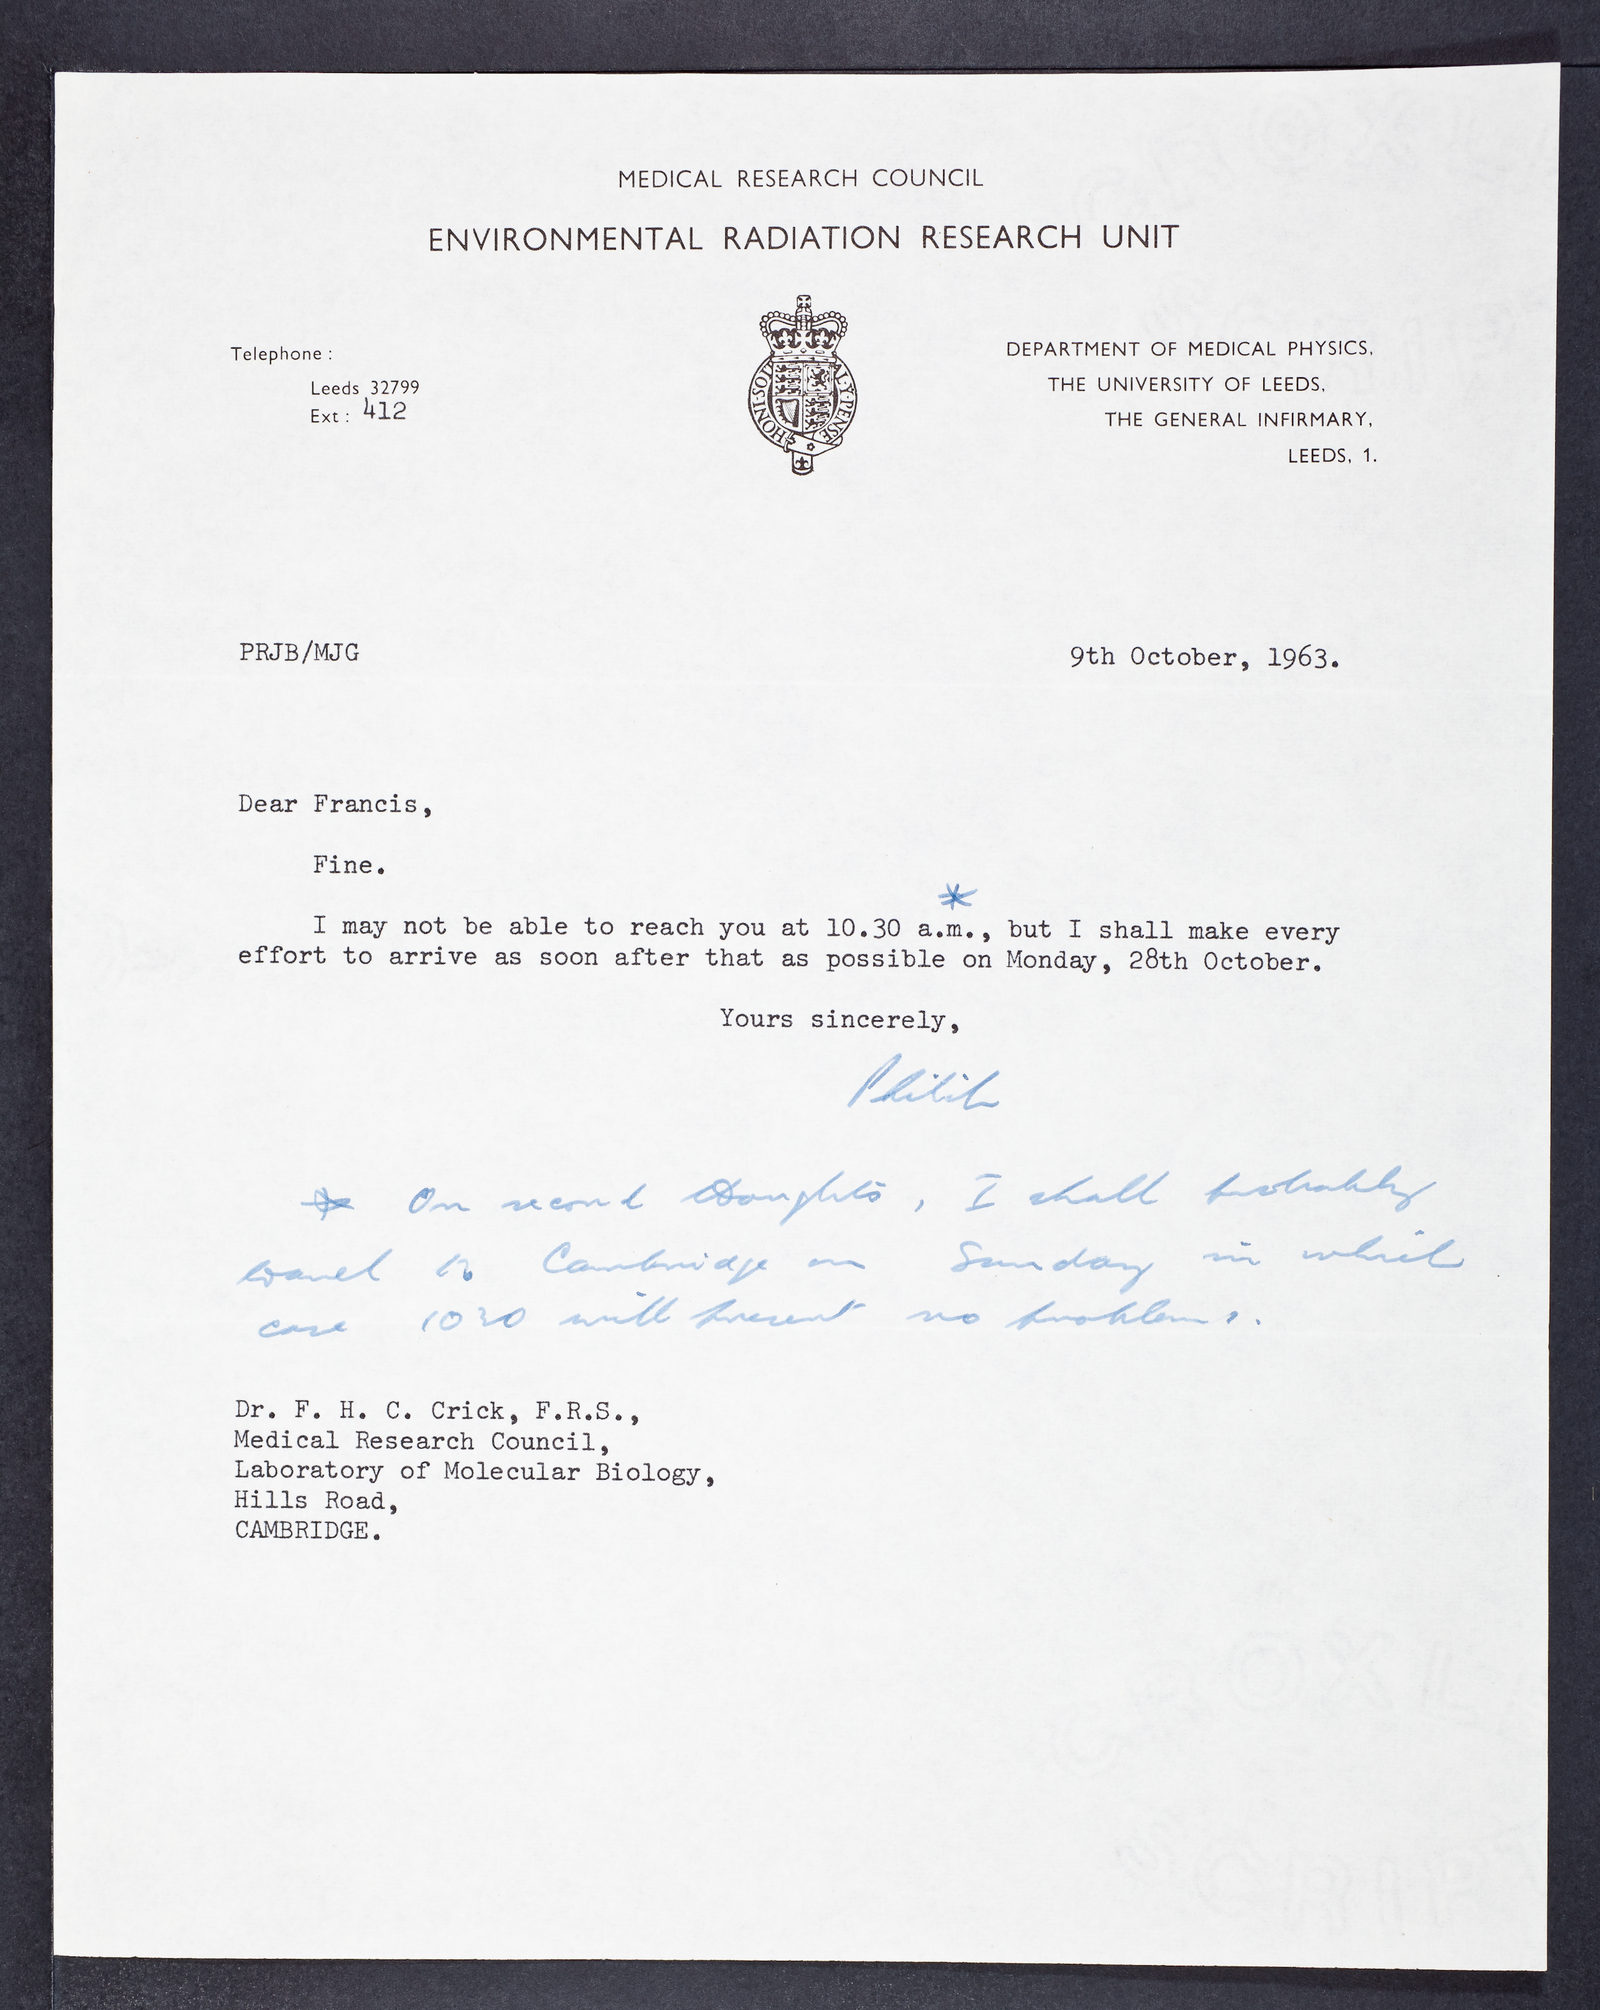 MEDICAL RESEARCH COUNCIL
ENVIRONMENTAL RADIATION RESEARCH UNIT
Telephone :
Leeds 32799
Ext : 412
HONI·SOI AL·Y·PENSE
DEPARTMENT OF MEDICAL PHYSICS,
THE UNIVERSITY OF LEEDS,
THE GENERAL INFIRMARY,
LEEDS, 1.
PRJB/MJG
9th October, 1963.
Dear Francis,
Fine.
*
I may not be able to reach you at 10.30 a.m., but I shall make every
effort to arrive as soon after that as possible on Monday, 28th October.
Yours sincerely,
Philip
* On second thoughts, I shall probably
travel to Cambridge on Sunday in which
case 1030 will present no problems.
Dr. F. H. C. Crick, F.R.S.,
Medical Research Council,
Laboratory of Molecular Biology,
Hills Road,
CAMBRIDGE.